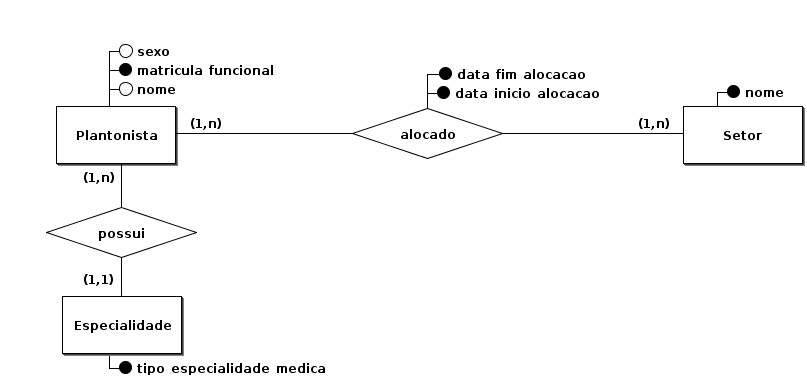 sexo
matricula funcional
nome
data fim alocacao
data inicio alocacao
nome
Plantonista
(1,n)
alocado
(1,n)
Setor
(1,n)
possui
(1,1)
Especialidade
tipo especialidade medica